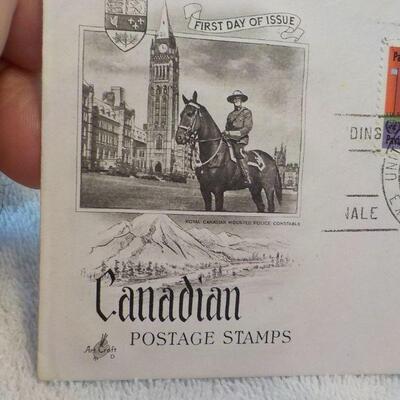 FIRST DAY OF ISSUE
ROYAL CANADIAN MOUNTED POLICE CONSTABLE
Canadian
POSTAGE STAMPS
Art Craft
DINS
NALE